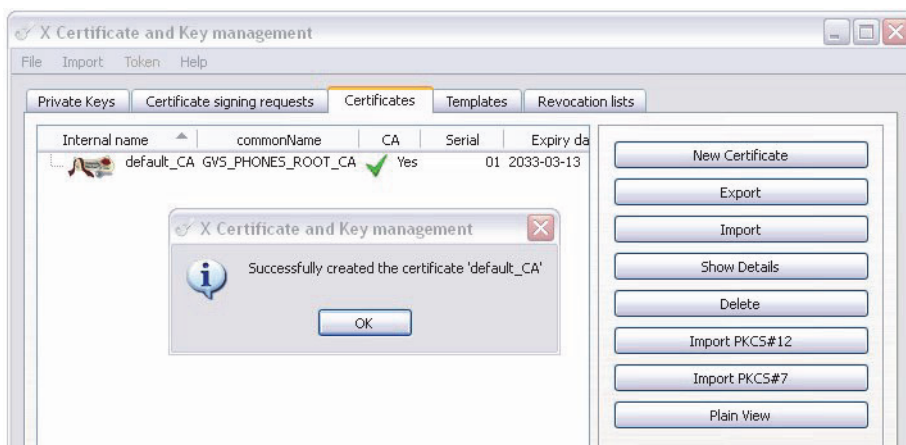 X Certificate and Key management
File Import Token Help
Private Keys Certificate signing requests Certificates Templates Revocation lists
Internal name commonName CA Serial Expiry da
default_CA GVS_PHONES_ROOT_CA Yes 01 2033-03-13
New Certificate
Export
Import
Show Details
Delete
Import PKCS#12
Import PKCS#7
Plain View
X Certificate and Key management
Successfully created the certificate 'default_CA'
OK